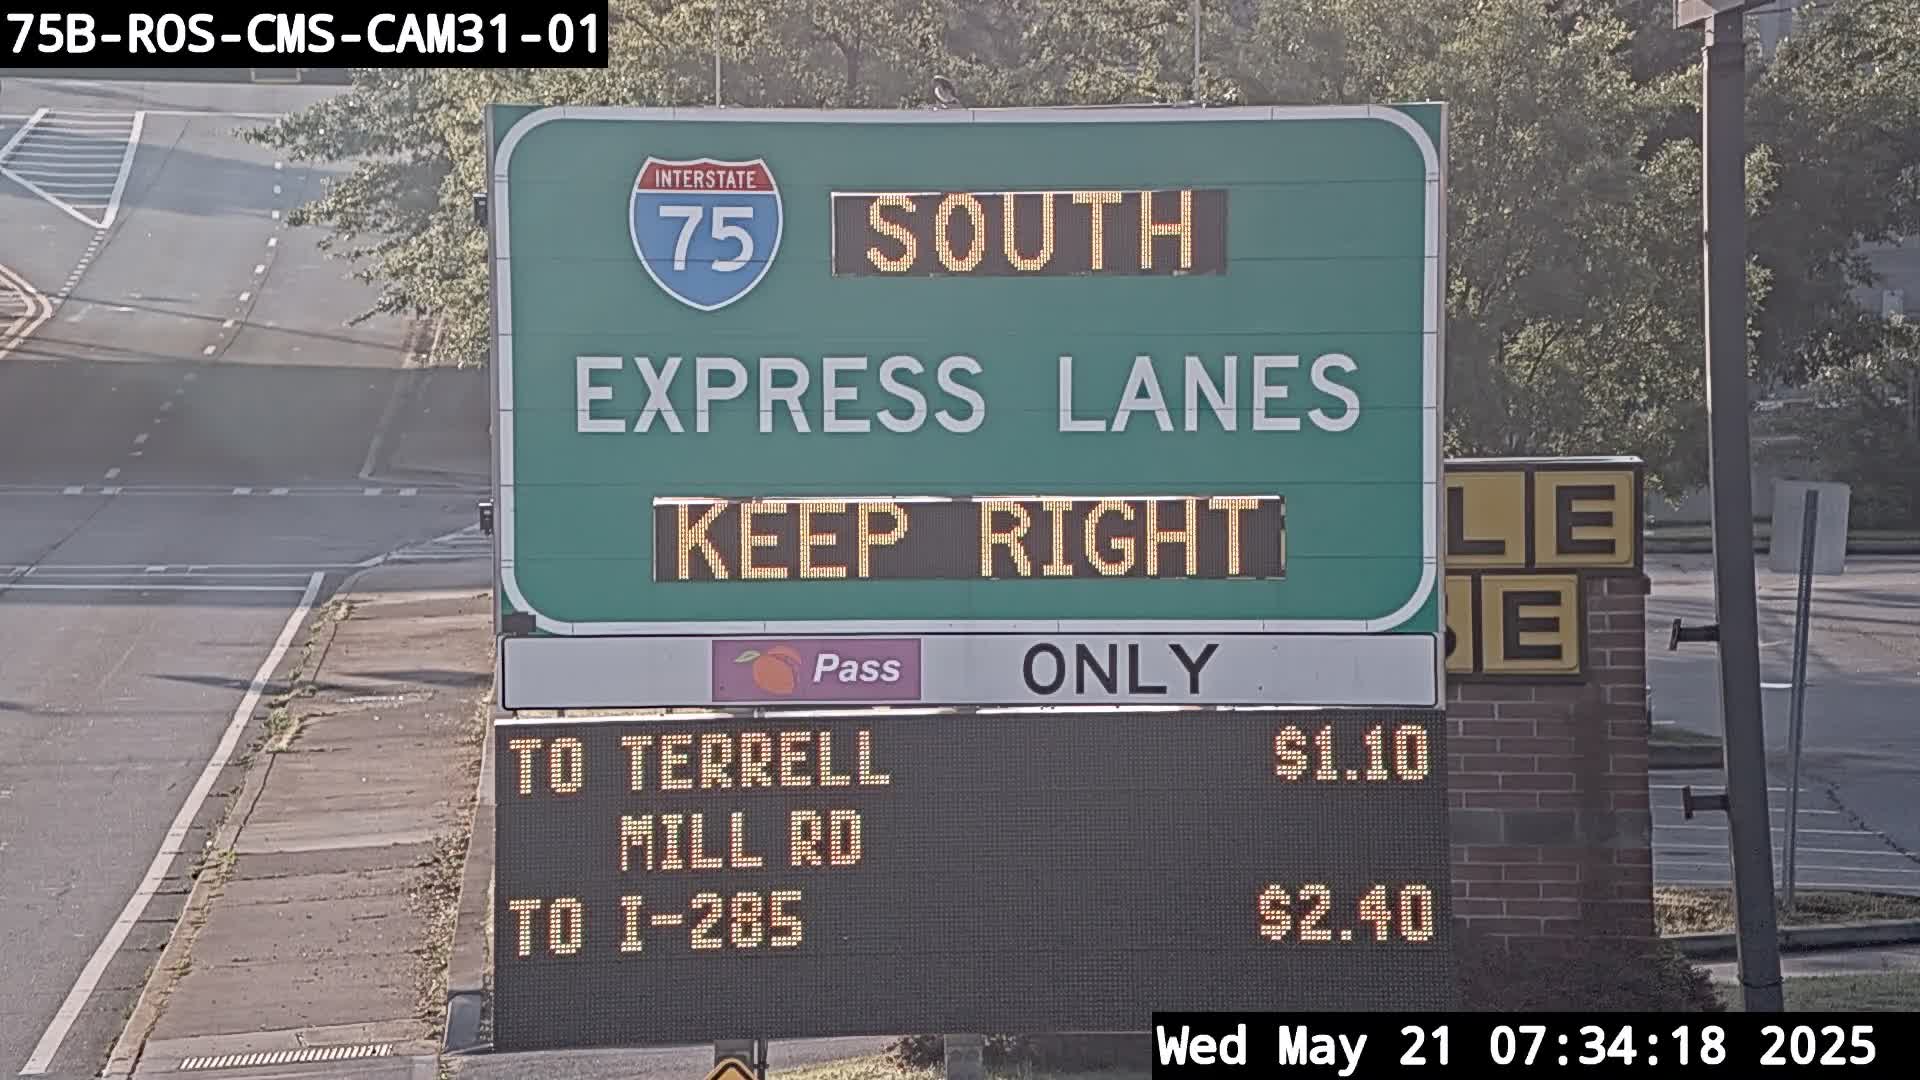 75B-ROS-CMS-CAM31-01
INTERSTATE
75
SOUTH
EXPRESS LANES
KEEP RIGHT
Pass ONLY
TO TERRELL $1.10
MILL RD
TO I-285 $2.40
LE
E
Wed May 21 07:34:18 2025